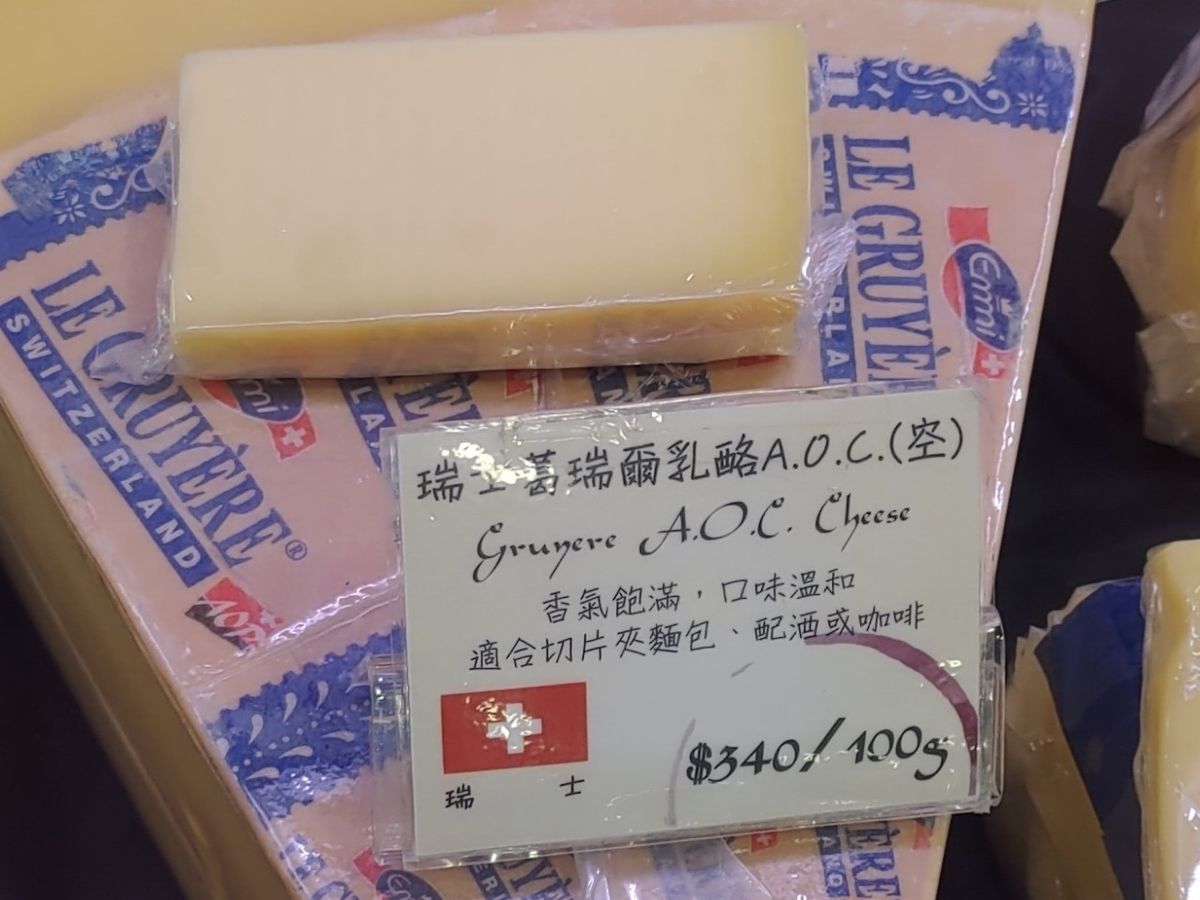 LE GRUYÈRE
Emmi
LE GRUYÈRE®
SWITZERLAND
瑞士葛瑞爾乳酪A.O.C.(空)
Gruyere A.O.C. Cheese
香氣飽滿，口味溫和
適合切片夾麵包、配酒或咖啡
瑞 士
$340/100g